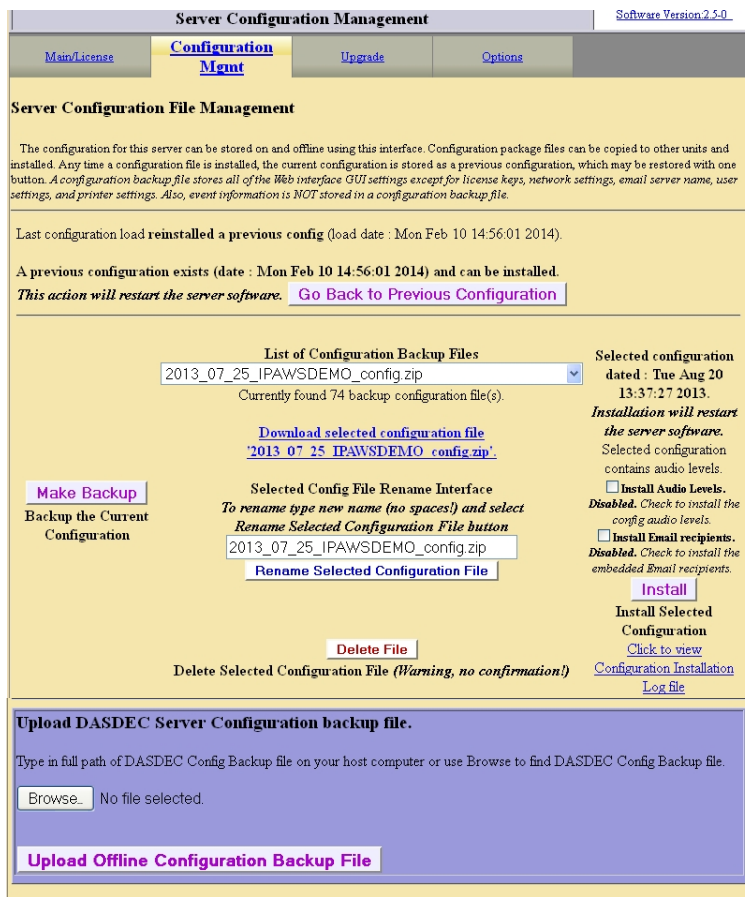 Server Configuration Management
Software Version:2.5-0
Main/License
Configuration
Mgmt
Upgrade
Options
Server Configuration File Management
The configuration for this server can be stored on and offline using this interface. Configuration package files can be copied to other units and
installed. Any time a configuration file is installed, the current configuration is stored as a previous configuration, which may be restored with one
button. A configuration backup file stores all of the Web interface GUI settings except for license keys, network settings, email server name, user
settings, and printer settings. Also, event information is NOT stored in a configuration backup file.
Last configuration load reinstalled a previous config (load date : Mon Feb 10 14:56:01 2014).
A previous configuration exists (date : Mon Feb 10 14:56:01 2014) and can be installed.
This action will restart the server software. Go Back to Previous Configuration
Make Backup
Backup the Current
Configuration
List of Configuration Backup Files
2013_07_25_IPAWSDEMO_config.zip
Currently found 74 backup configuration file(s).
Download selected configuration file
'2013_07_25_IPAWSDEMO_config.zip'.
Selected Config File Rename Interface
To rename type new name (no spaces!) and select
Rename Selected Configuration File button
2013_07_25_IPAWSDEMO_config.zip
Rename Selected Configuration File
Delete File
Delete Selected Configuration File (Warning, no confirmation!)
Selected configuration
dated : Tue Aug 20
13:37:27 2013.
Installation will restart
the server software.
Selected configuration
contains audio levels.
Install Audio Levels.
Disabled. Check to install the
config audio levels.
Install Email recipients.
Disabled. Check to install the
embedded Email recipients.
Install
Install Selected
Configuration
Click to view
Configuration Installation
Log file
Upload DASDEC Server Configuration backup file.
Type in full path of DASDEC Config Backup file on your host computer or use Browse to find DASDEC Config Backup file.
Browse... No file selected.
Upload Offline Configuration Backup File